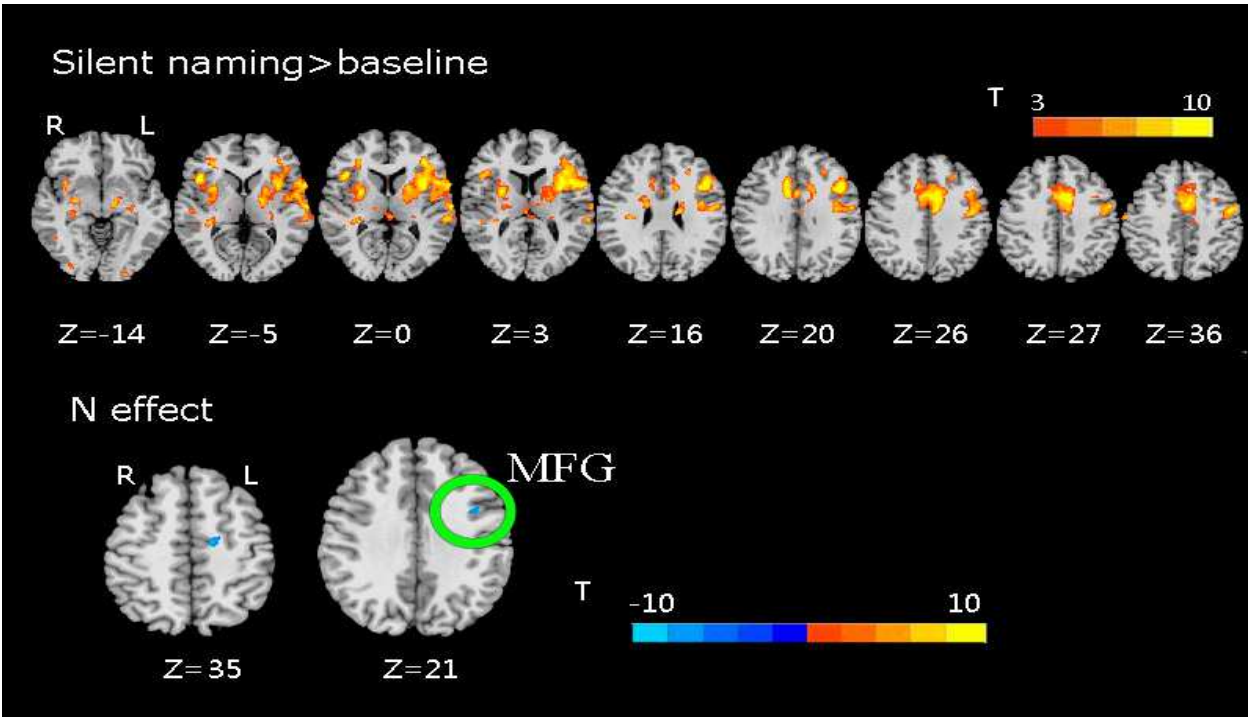 Silent naming>baseline
T 3 10
R L
Z=-14 Z=-5 Z=0 Z=3 Z=16 Z=20 Z=26 Z=27 Z=36
N effect
R L MFG
T -10 10
Z=35 Z=21